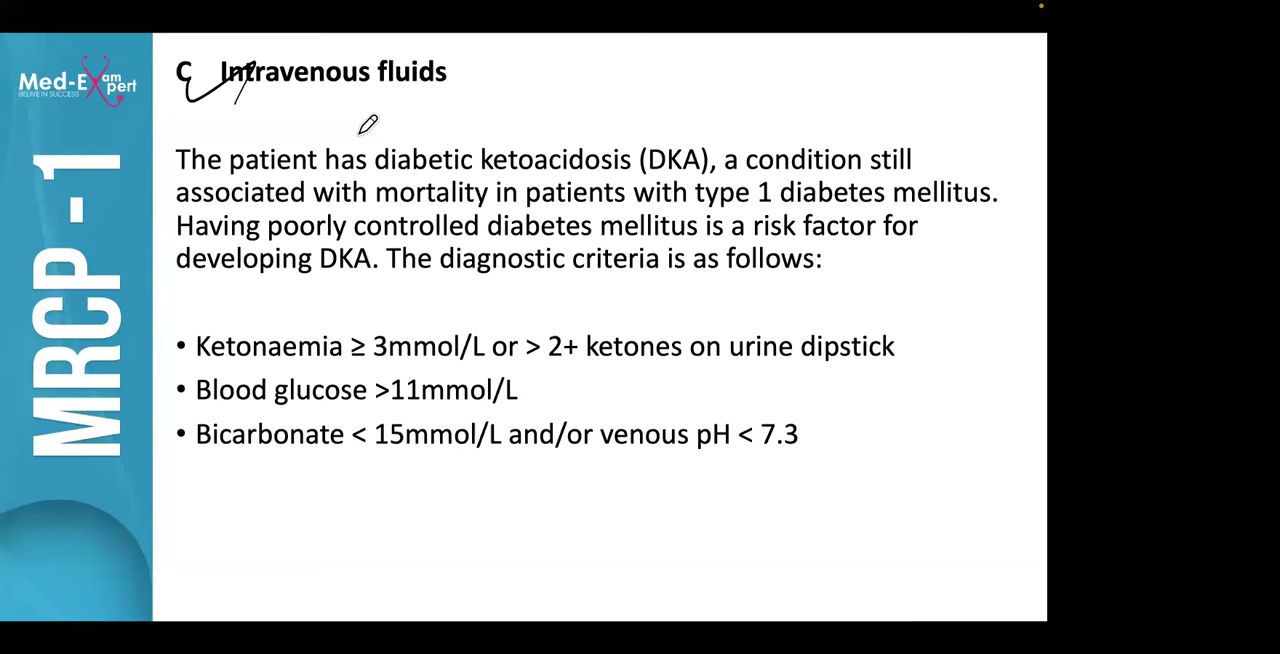 Med-Exam
pert
BELIVE IN SUCCESS
MRCP - 1
C Intravenous fluids
The patient has diabetic ketoacidosis (DKA), a condition still
associated with mortality in patients with type 1 diabetes mellitus.
Having poorly controlled diabetes mellitus is a risk factor for
developing DKA. The diagnostic criteria is as follows:
• Ketonaemia ≥ 3mmol/L or > 2+ ketones on urine dipstick
• Blood glucose >11mmol/L
• Bicarbonate < 15mmol/L and/or venous pH < 7.3